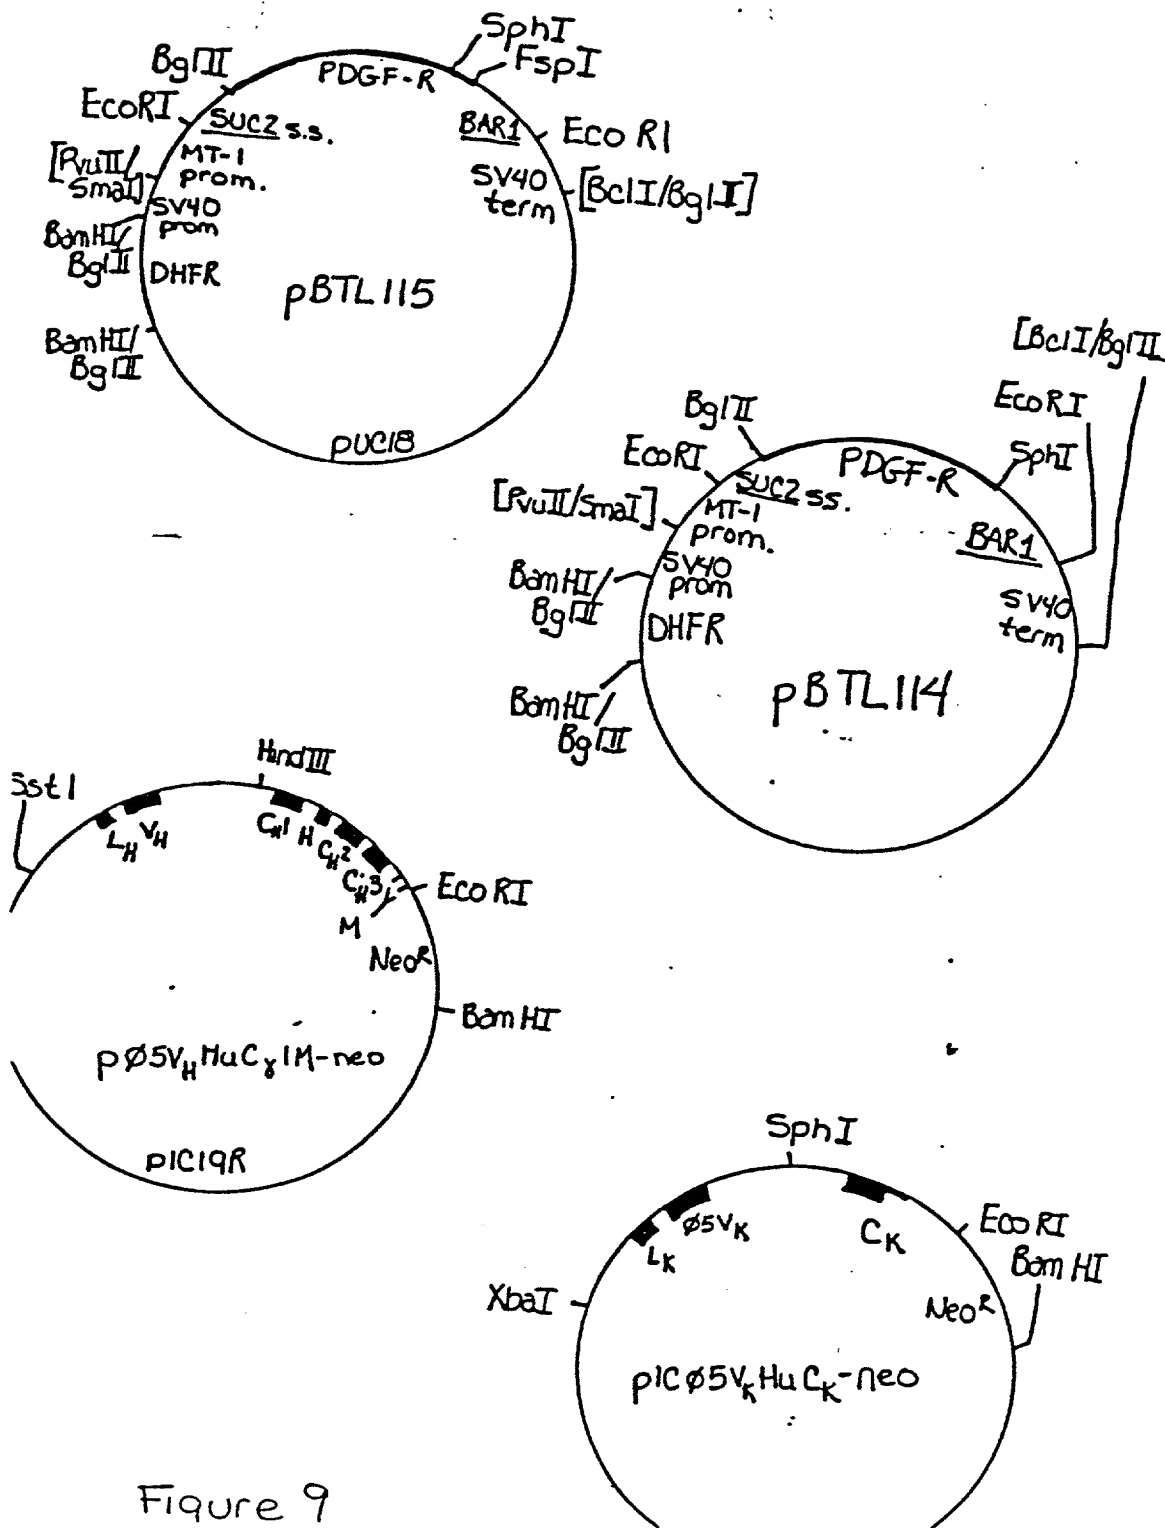 SphI
FspI
BglII
PDGF-R
EcoRI
SUC2 s.s.
BAR1
Eco RI
[PvuII/
SmaI]
MT-1
prom.
SV40
term
[BclI/BglII]
SV40
prom
BamHI/
BglII
DHFR
pBTL115
BamHI/
BglII
pUC18
[BclI/BglII
BglII
EcoRI
EcoRI
PDGF-R
SphI
SUC2 ss.
[PvuII/SmaI]
MT-1
prom.
BAR1
BamHI/
BglII
SV40
prom
SV40
term
DHFR
pBTL114
BamHI/
BglII
HindIII
SstI
LH VH
CH1 H CH2
CH3
EcoRI
M
NeoR
BamHI
pø5VHHuCγ1M-neo
pIC19R
SphI
ø5VK
LK
CK
EcoRI
BamHI
XbaI
NeoR
pICø5VKHuCK-neo
Figure 9